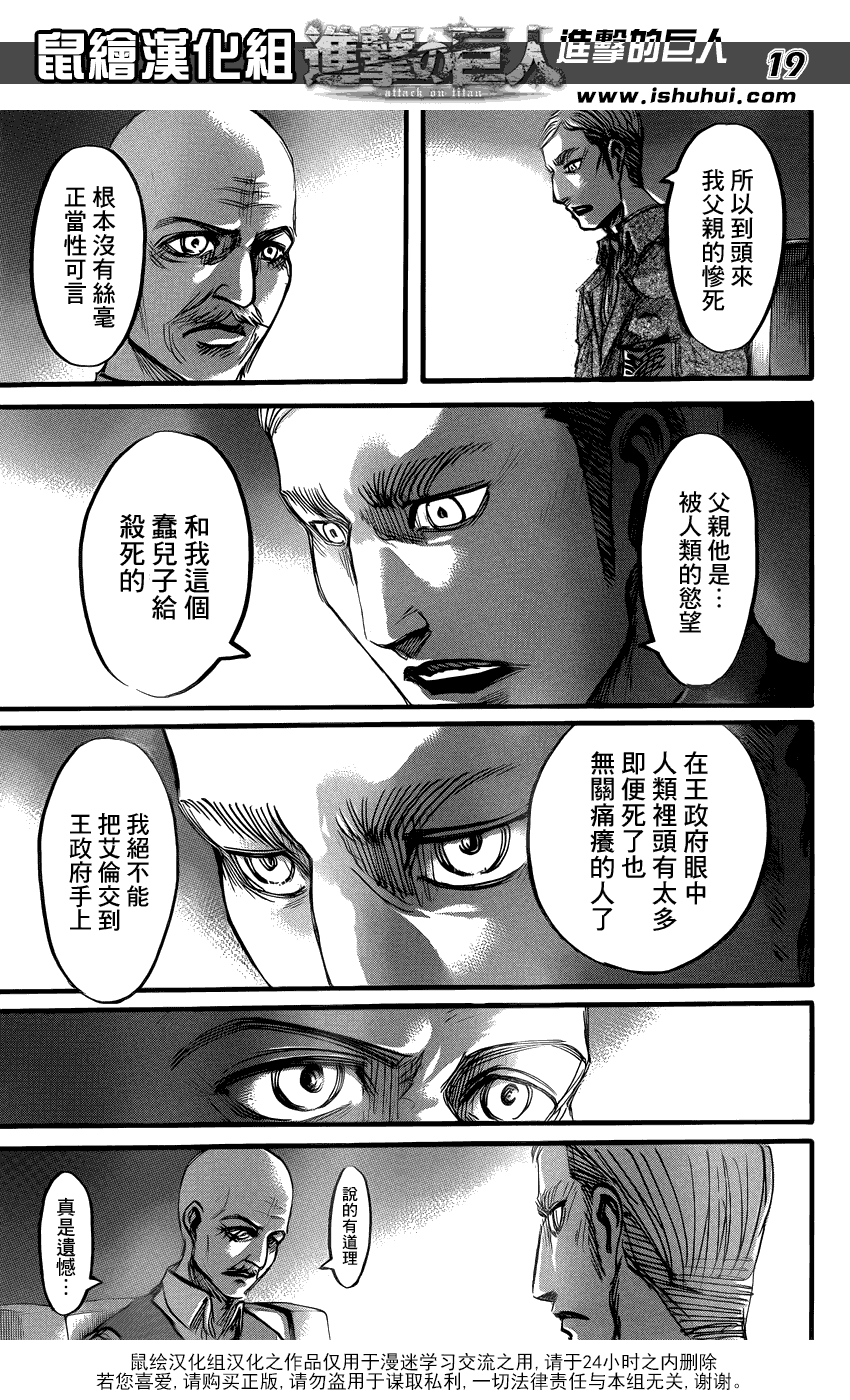 鼠繪漢化組
進撃の巨人
attack on titan
進擊的巨人
19
www.ishuhui.com
所以到頭來
我父親的慘死
根本沒有絲毫
正當性可言
父親他是…
被人類的慾望
和我這個
蠢兒子給
殺死的
在王政府眼中
人類裡頭有太多
即便死了也
無關痛癢的人了
我絕不能
把艾倫交到
王政府手上
說的有道理
真是遺憾…
鼠绘汉化组汉化之作品仅用于漫迷学习交流之用, 请于24小时之内删除
若您喜爱, 请购买正版, 请勿盗用于谋取私利, 一切法律责任与本组无关, 谢谢.